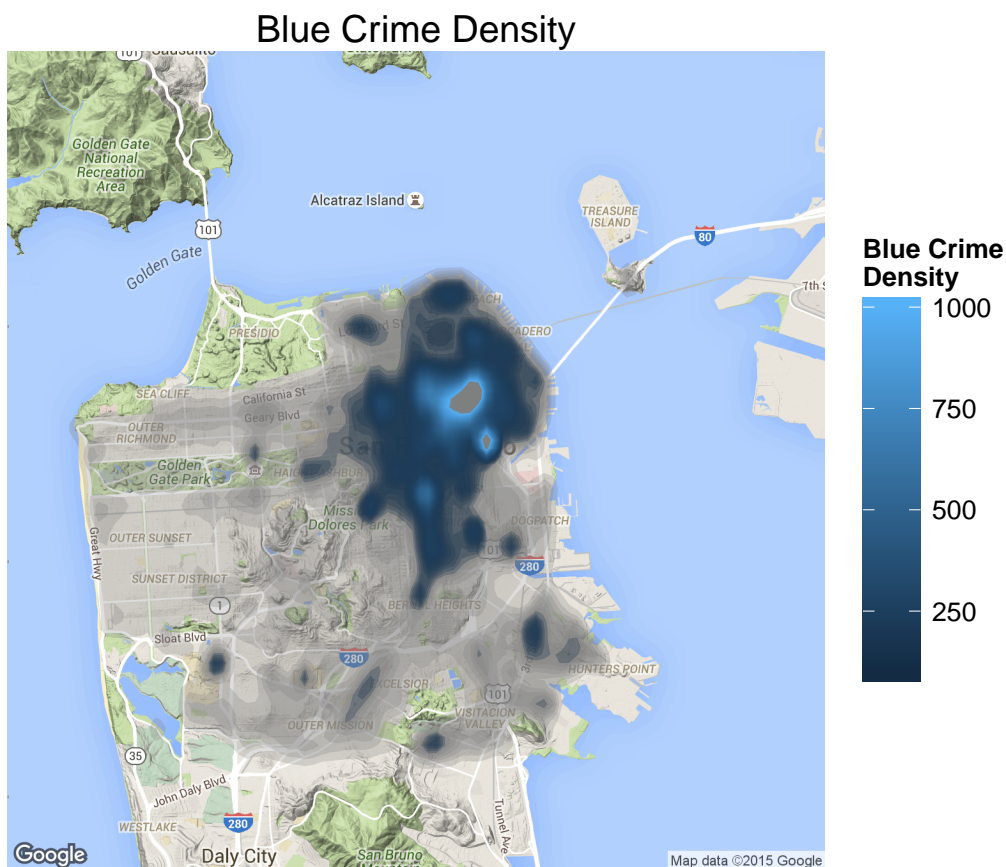 Blue Crime Density
101
Sausalito
Golden Gate
National
Recreation
Area
Alcatraz Island
TREASURE
ISLAND
80
101
Golden Gate
7th S
PRESIDIO
SEA CLIFF
California St
Geary Blvd
OUTER
RICHMOND
Golden
Gate Park
DOGPATCH
Dolores Park
OUTER SUNSET
Great Hwy
101
280
SUNSET DISTRICT
1
BERNAL HEIGHTS
Sloat Blvd
280
HUNTERS POINT
EXCELSIOR
101
OUTER MISSION
VISITACION
VALLEY
35
John Daly Blvd
280
WESTLAKE
Tunnel Ave
Daly City
San Bruno
Google
Map data ©2015 Google
Blue Crime
Density
1000
750
500
250